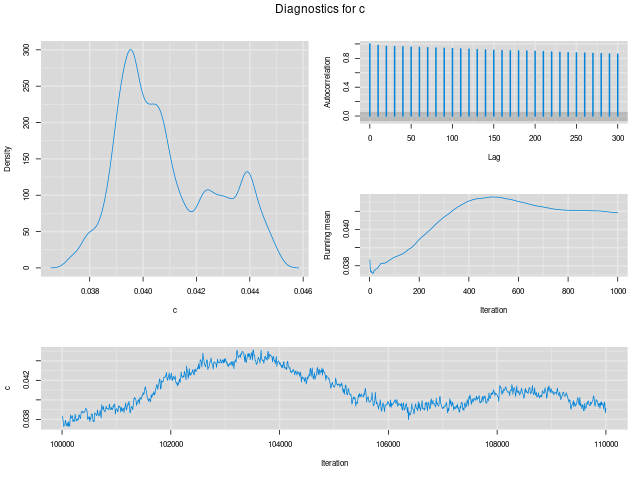 Diagnostics for c
Density
0 50 100 150 200 250 300
0.038 0.040 0.042 0.044 0.046
c
Autocorrelation
0.0 0.4 0.8
0 50 100 150 200 250 300
Lag
Running mean
0.038 0.040
0 200 400 600 800 1000
Iteration
c
0.038 0.042
100000 102000 104000 106000 108000 110000
Iteration